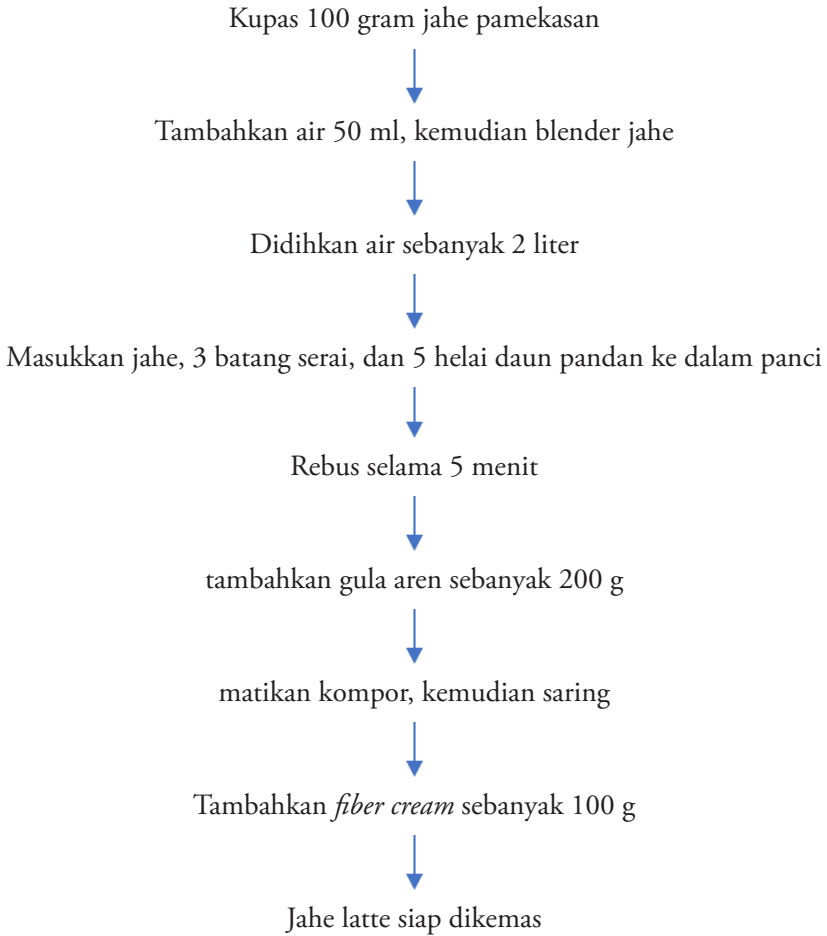 Kupas 100 gram jahe pamekasan
Tambahkan air 50 ml, kemudian blender jahe
Didihkan air sebanyak 2 liter
Masukkan jahe, 3 batang serai, dan 5 helai daun pandan ke dalam panci
Rebus selama 5 menit
tambahkan gula aren sebanyak 200 g
matikan kompor, kemudian saring
Tambahkan fiber cream sebanyak 100 g
Jahe latte siap dikemas